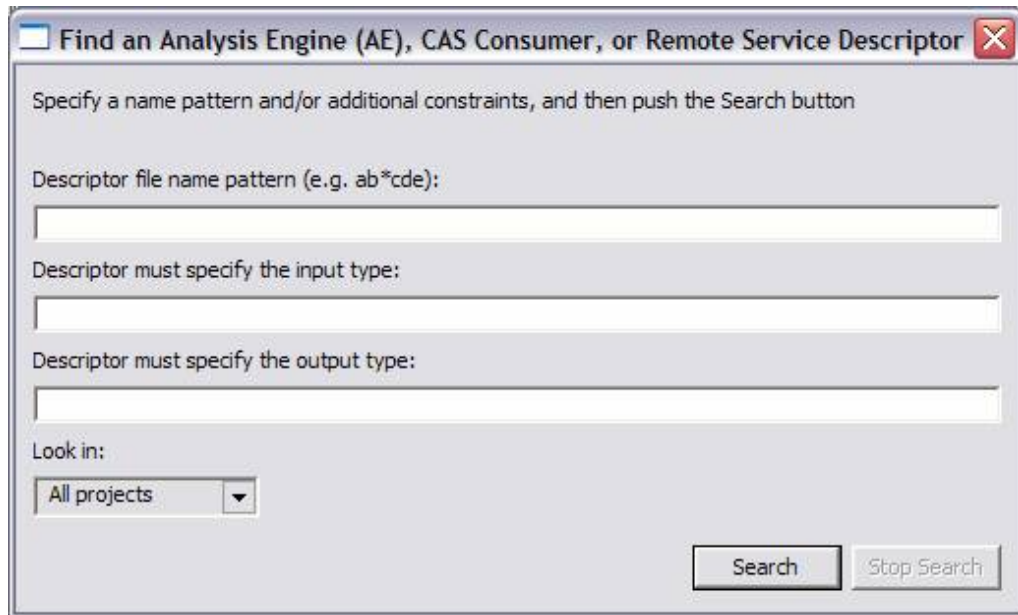 Find an Analysis Engine (AE), CAS Consumer, or Remote Service Descriptor
Specify a name pattern and/or additional constraints, and then push the Search button
Descriptor file name pattern (e.g. ab*cde):
Descriptor must specify the input type:
Descriptor must specify the output type:
Look in:
All projects
Search Stop Search